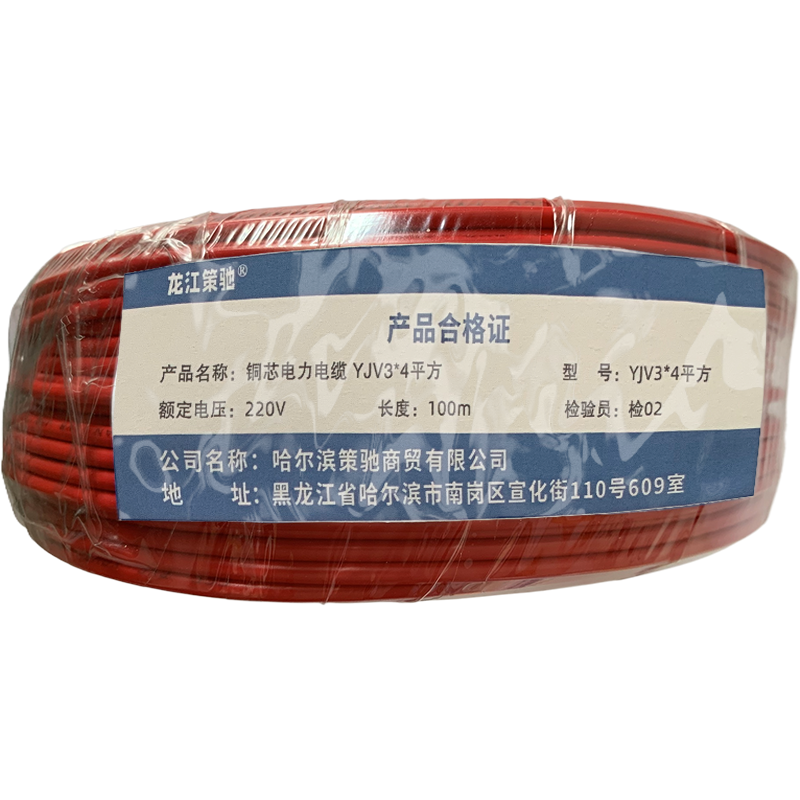 龙江策驰®
产品合格证
产品名称：铜芯电力电缆 YJV3*4平方 型 号：YJV3*4平方
额定电压：220V 长度：100m 检验员：检02
公司名称：哈尔滨策驰商贸有限公司
地 址：黑龙江省哈尔滨市南岗区宣化街110号609室